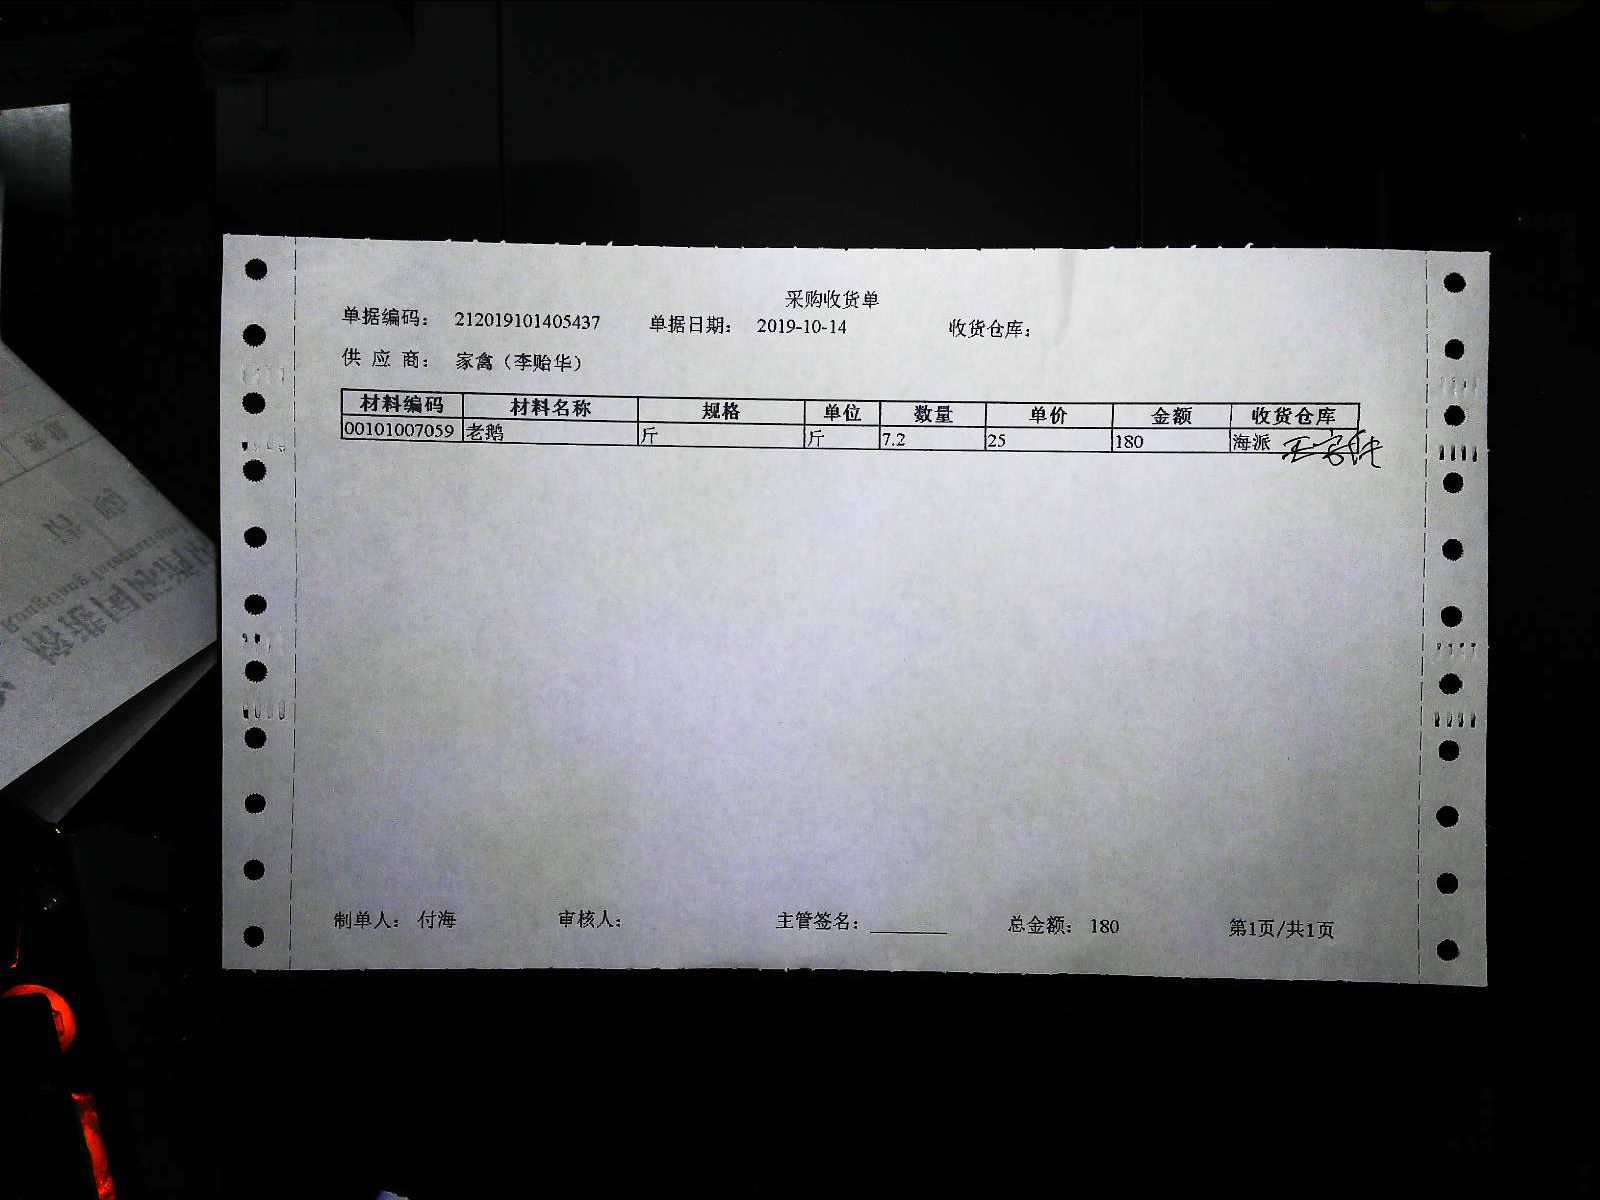 采购收货单
单据编码： 212019101405437 单据日期： 2019-10-14 收货仓库：
供 应 商： 家禽（李贻华）
材料编码 材料名称 规格 单位 数量 单价 金额 收货仓库
00101007059 老鹅 斤 斤 7.2 25 180 海派
制单人： 付海 审核人： 主管签名： 总金额： 180 第1页/共1页